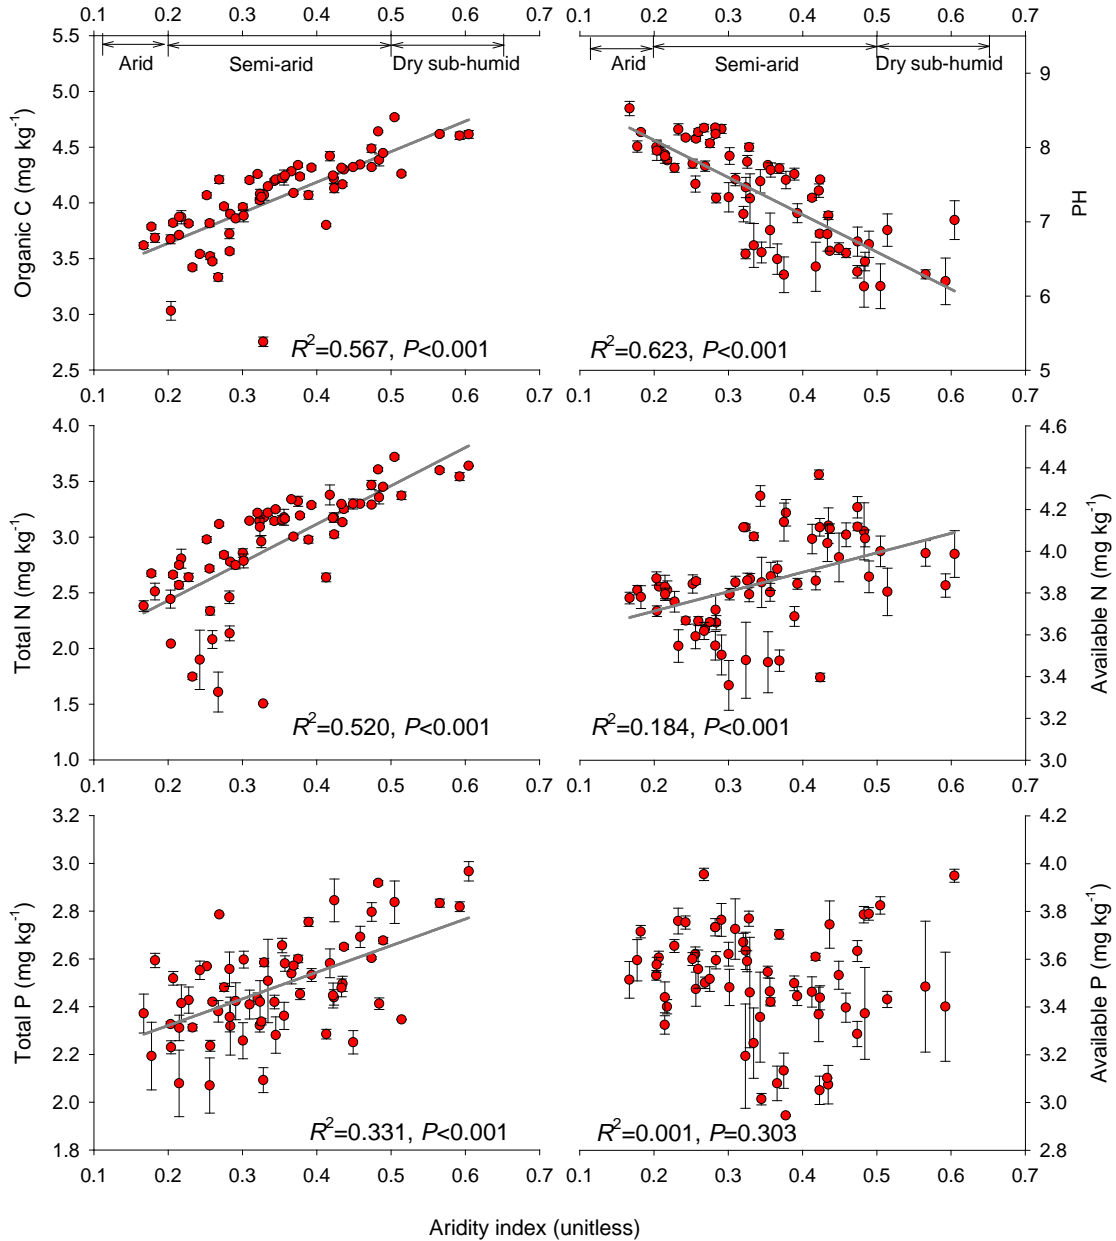 0.1 0.2 0.3 0.4 0.5 0.6 0.7
0.1 0.2 0.3 0.4 0.5 0.6 0.7
5.5
5.0
4.5
4.0
3.5
3.0
2.5
Organic C (mg kg⁻¹)
Arid Semi-arid Dry sub-humid
R²=0.567, P<0.001
0.1 0.2 0.3 0.4 0.5 0.6 0.7
Arid Semi-arid Dry sub-humid
R²=0.623, P<0.001
0.1 0.2 0.3 0.4 0.5 0.6 0.7
9
8
7
6
5
PH
4.0
3.5
3.0
2.5
2.0
1.5
1.0
Total N (mg kg⁻¹)
R²=0.520, P<0.001
0.1 0.2 0.3 0.4 0.5 0.6 0.7
R²=0.184, P<0.001
0.1 0.2 0.3 0.4 0.5 0.6 0.7
4.6
4.4
4.2
4.0
3.8
3.6
3.4
3.2
3.0
Available N (mg kg⁻¹)
3.2
3.0
2.8
2.6
2.4
2.2
2.0
1.8
Total P (mg kg⁻¹)
R²=0.331, P<0.001
0.1 0.2 0.3 0.4 0.5 0.6 0.7
R²=0.001, P=0.303
0.1 0.2 0.3 0.4 0.5 0.6 0.7
4.2
4.0
3.8
3.6
3.4
3.2
3.0
2.8
Available P (mg kg⁻¹)
Aridity index (unitless)